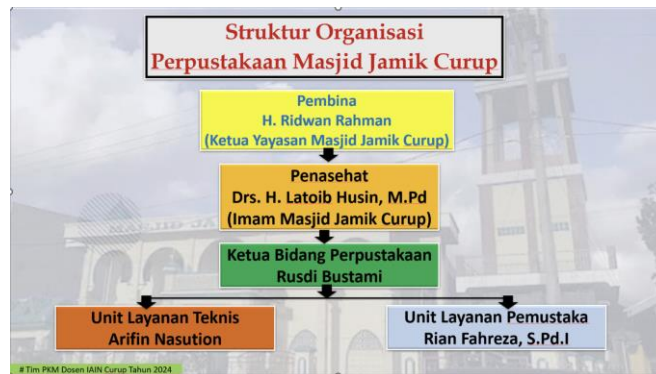 Struktur Organisasi
Perpustakaan Masjid Jamik Curup
Pembina
H. Ridwan Rahman
(Ketua Yayasan Masjid Jamik Curup)
Penasehat
Drs. H. Latoib Husin, M.Pd
(Imam Masjid Jamik Curup)
Ketua Bidang Perpustakaan
Rusdi Bustami
Unit Layanan Teknis
Arifin Nasution
Unit Layanan Pemustaka
Rian Fahreza, S.Pd.I
# Tim PKM Dosen IAIN Curup Tahun 2024